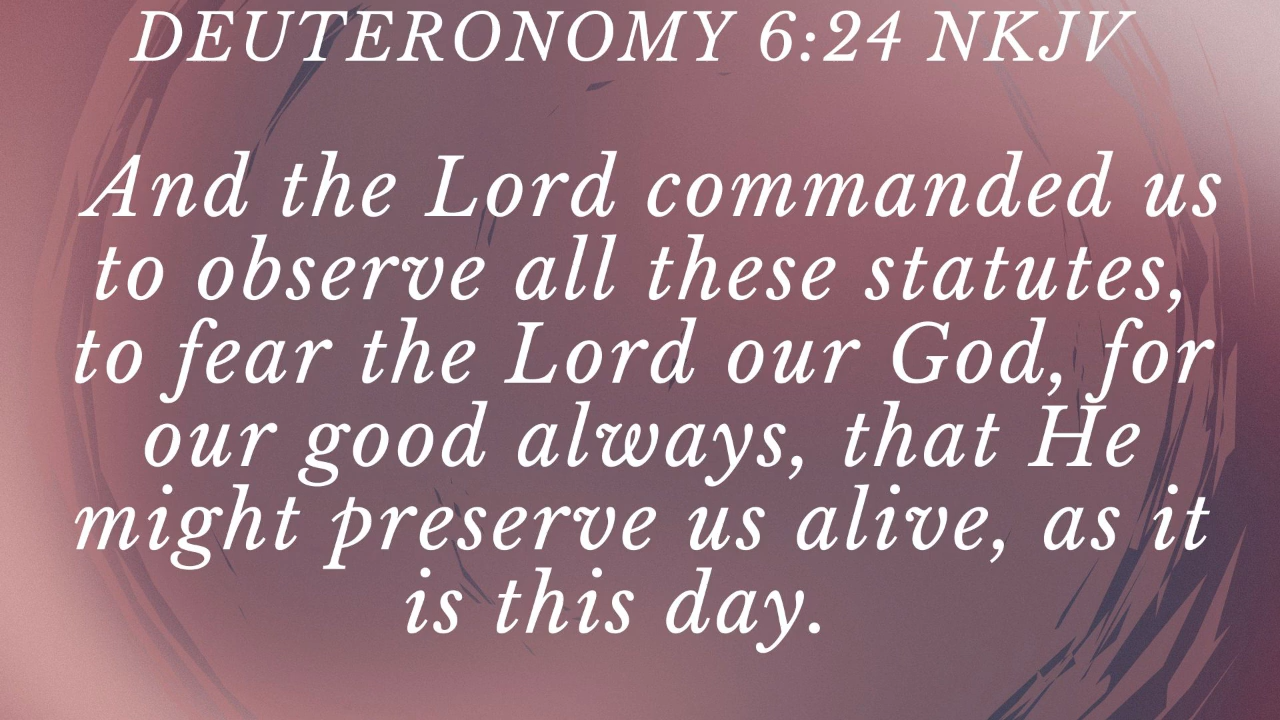 DEUTERONOMY 6:24 NKJV
And the Lord commanded us
to observe all these statutes,
to fear the Lord our God, for
our good always, that He
might preserve us alive, as it
is this day.